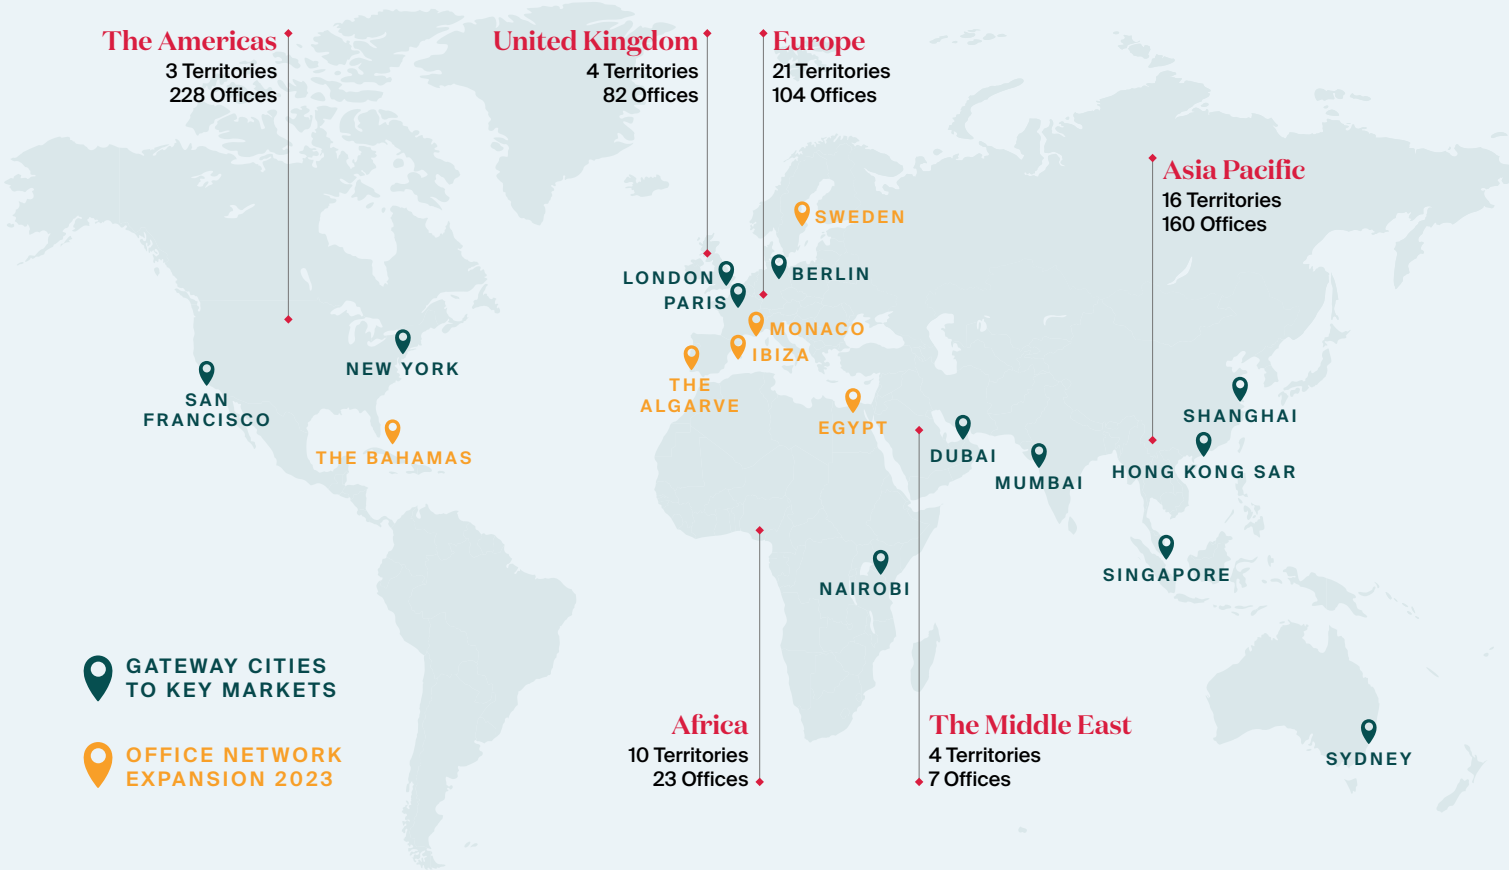 The Americas
3 Territories
228 Offices
United Kingdom
4 Territories
82 Offices
Europe
21 Territories
104 Offices
Asia Pacific
16 Territories
160 Offices
SWEDEN
LONDON
BERLIN
PARIS
MONACO
IBIZA
THE
ALGARVE
EGYPT
NEW YORK
SAN
FRANCISCO
THE BAHAMAS
SHANGHAI
DUBAI
MUMBAI
HONG KONG SAR
SINGAPORE
NAIROBI
SYDNEY
GATEWAY CITIES
TO KEY MARKETS
OFFICE NETWORK
EXPANSION 2023
Africa
10 Territories
23 Offices
The Middle East
4 Territories
7 Offices